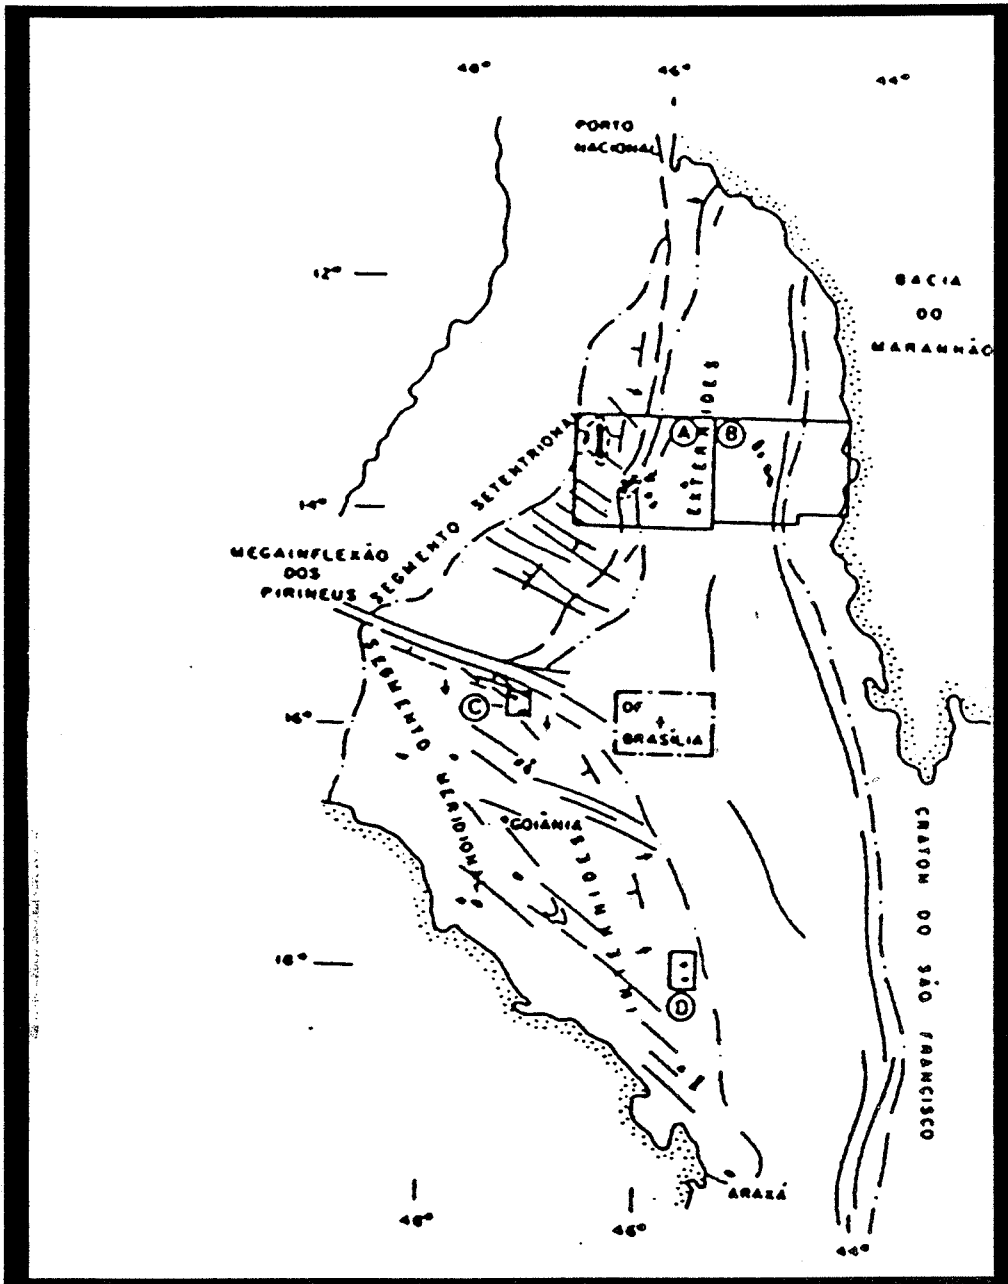 48°
46°
44°
PORTO
NACIONAL
12°
BACIA
DO
MARANHÃO
A
B
EXTERNIDES
14°
SEGMENTO SETENTRIONAL
MEGAINFLEXÃO
DOS
PIRINEUS
SEGMENTO MERIDIONAL
C
16°
DF
BRASÍLIA
GOIÂNIA
INTERNIDES
CRATON DO SÃO FRANCISCO
18°
D
ARAXÁ
48°
46°
44°